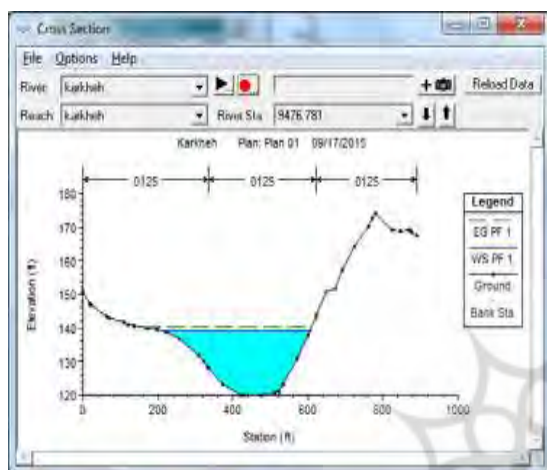 Cross Section
File Options Help
River: karkheh Reload Data
Reach: karkheh River Sta.: 9476.781
Karkheh Plan: Plan 01 09/17/2015
.0125 .0125 .0125
Legend
EG PF 1
WS PF 1
Ground
Bank Sta
Elevation (ft)
180
170
160
150
140
130
120
0 200 400 600 800 1000
Station (ft)